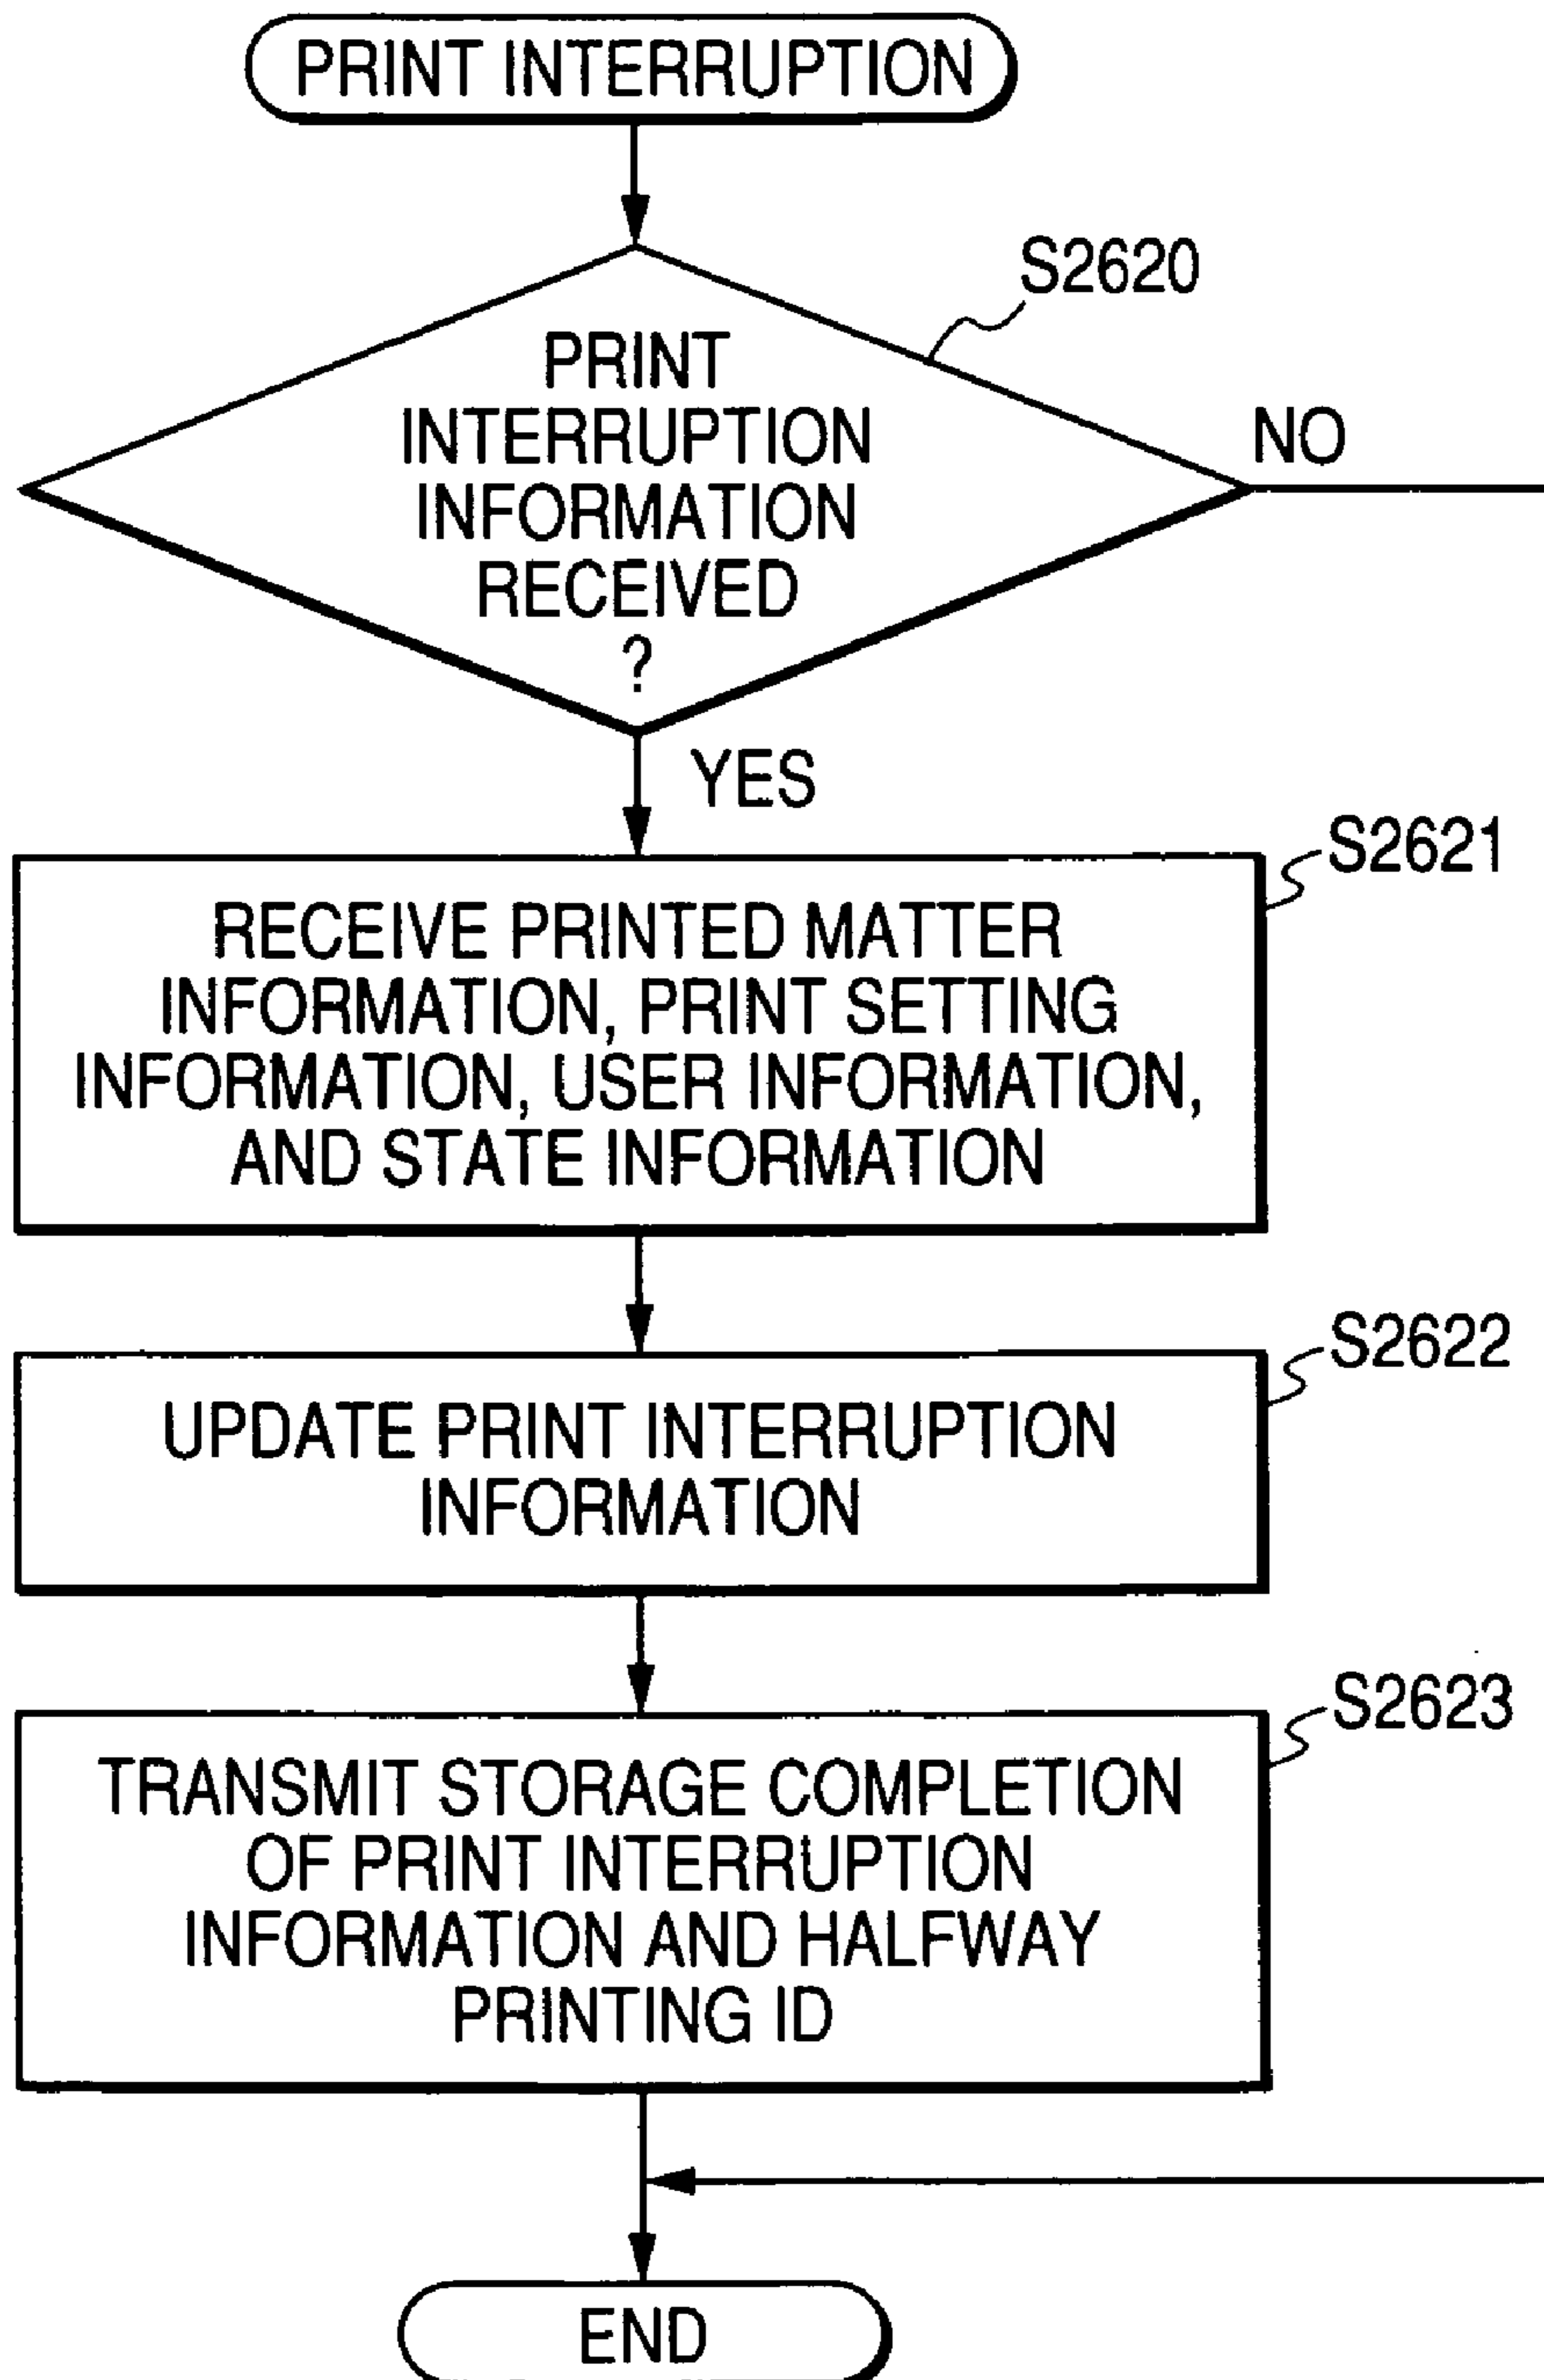 PRINT INTERRUPTION
S2620
PRINT
INTERRUPTION
INFORMATION
RECEIVED
?
NO
YES
S2621
RECEIVE PRINTED MATTER
INFORMATION, PRINT SETTING
INFORMATION, USER INFORMATION,
AND STATE INFORMATION
S2622
UPDATE PRINT INTERRUPTION
INFORMATION
S2623
TRANSMIT STORAGE COMPLETION
OF PRINT INTERRUPTION
INFORMATION AND HALFWAY
PRINTING ID
END